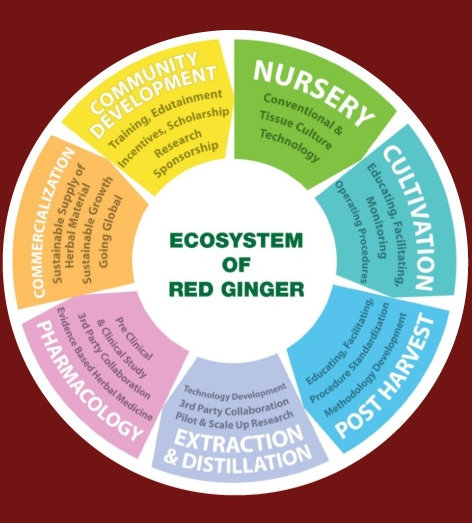 ECOSYSTEM
OF
RED GINGER
NURSERY
Conventional &
Tissue Culture
Technology
CULTIVATION
Educating, Facilitating,
Monitoring
Operating Procedures
POST HARVEST
Educating, Facilitating,
Procedure Standardization
Methodology Development
Technology Development
3rd Party Collaboration
Pilot & Scale Up Research
EXTRACTION
& DISTILLATION
PHARMACOLOGY
Pre Clinical
& Clinical Study
3rd Party Collaboration
Evidence Based Herbal Medicine
COMMERCIALIZATION
Sustainable Supply of
Herbal Material
Sustainable Growth
Going Global
COMMUNITY
DEVELOPMENT
Training, Edutainment
Incentives, Scholarship
Research
Sponsorship